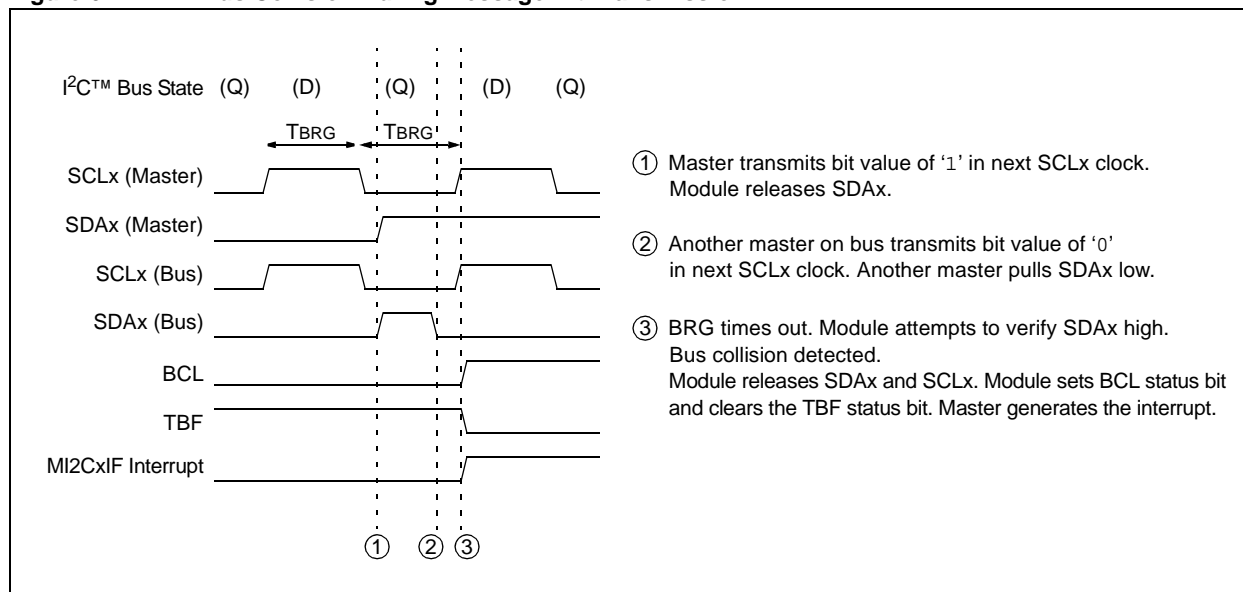 I²C™ Bus State (Q) (D) (Q) (D) (Q)
TBRG TBRG
SCLx (Master)
SDAx (Master)
SCLx (Bus)
SDAx (Bus)
BCL
TBF
MI2CxIF Interrupt
① ② ③
① Master transmits bit value of ‘1’ in next SCLx clock.
Module releases SDAx.
② Another master on bus transmits bit value of ‘0’
in next SCLx clock. Another master pulls SDAx low.
③ BRG times out. Module attempts to verify SDAx high.
Bus collision detected.
Module releases SDAx and SCLx. Module sets BCL status bit
and clears the TBF status bit. Master generates the interrupt.